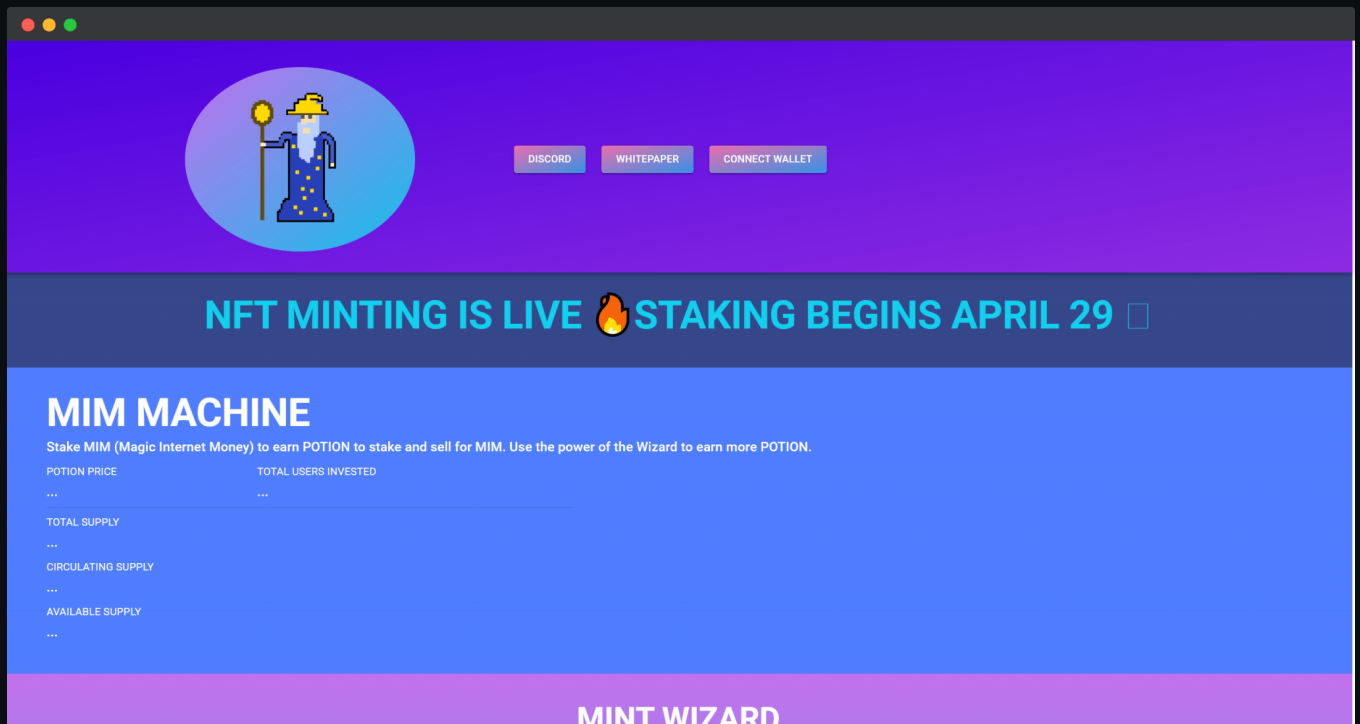 DISCORD
WHITEPAPER
CONNECT WALLET
NFT MINTING IS LIVE 🔥STAKING BEGINS APRIL 29
MIM MACHINE
Stake MIM (Magic Internet Money) to earn POTION to stake and sell for MIM. Use the power of the Wizard to earn more POTION.
POTION PRICE
TOTAL USERS INVESTED
...
...
TOTAL SUPPLY
...
CIRCULATING SUPPLY
...
AVAILABLE SUPPLY
...
MINT WIZARD